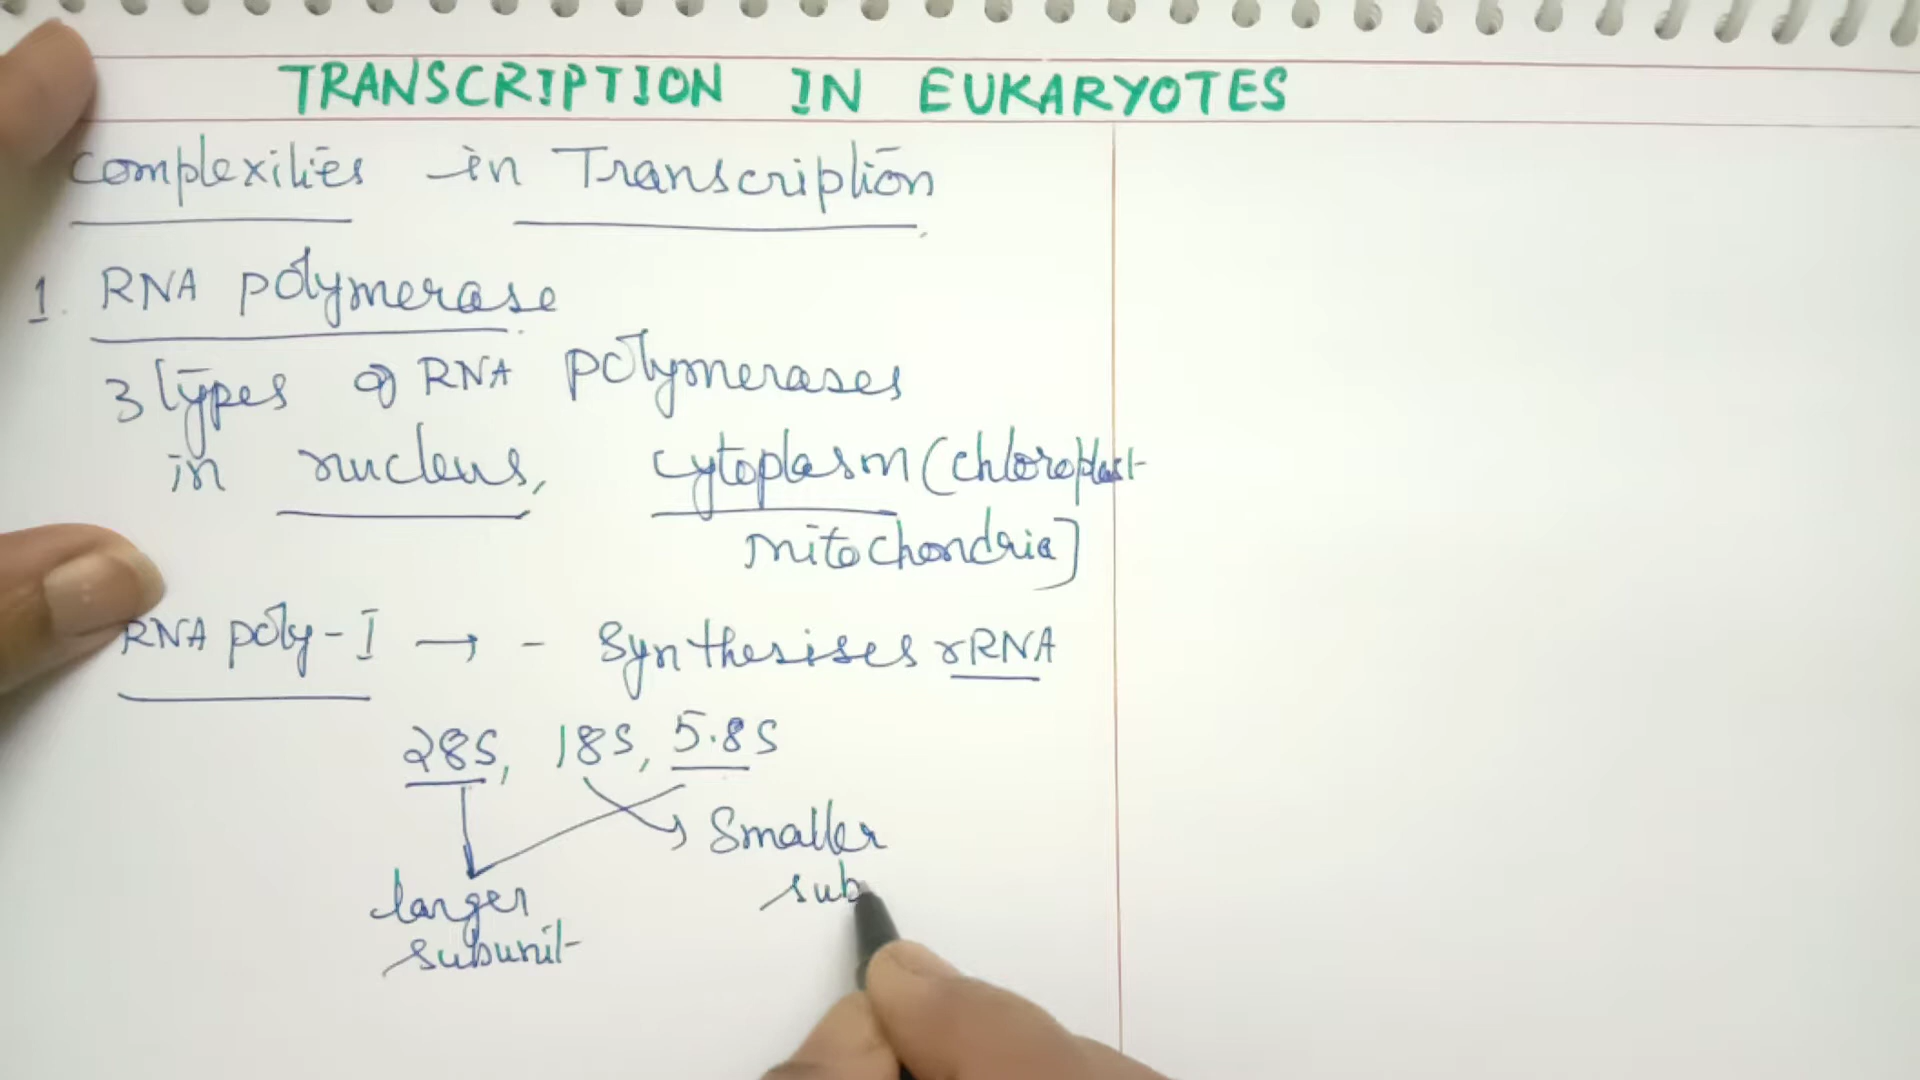 TRANSCRIPTION IN EUKARYOTES
Complexities in Transcription
1. RNA polymerase
3 types of RNA polymerases
in nucleus, cytoplasm (chloroplast
mitochondria]
RNA poly-I → - Synthesises rRNA
28S, 18S, 5.8S
Smaller
sub
larger
subunit